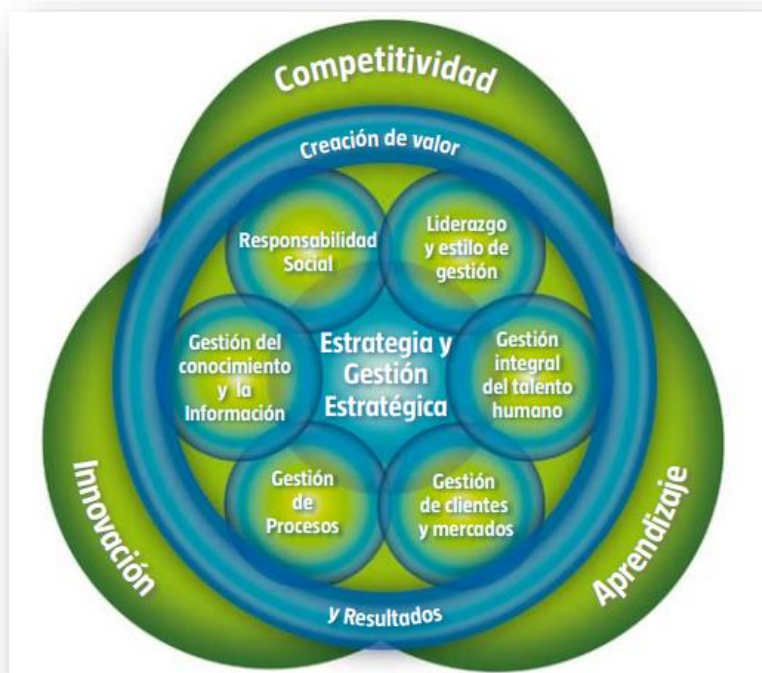 Competitividad
Creación de valor
Responsabilidad
Social
Liderazgo
y estilo de
gestión
Gestión del
conocimiento
y la
Información
Estrategia y
Gestión
Estratégica
Gestión
integral
del talento
humano
Gestión
de
Procesos
Gestión
de clientes
y mercados
Innovación
Aprendizaje
y Resultados